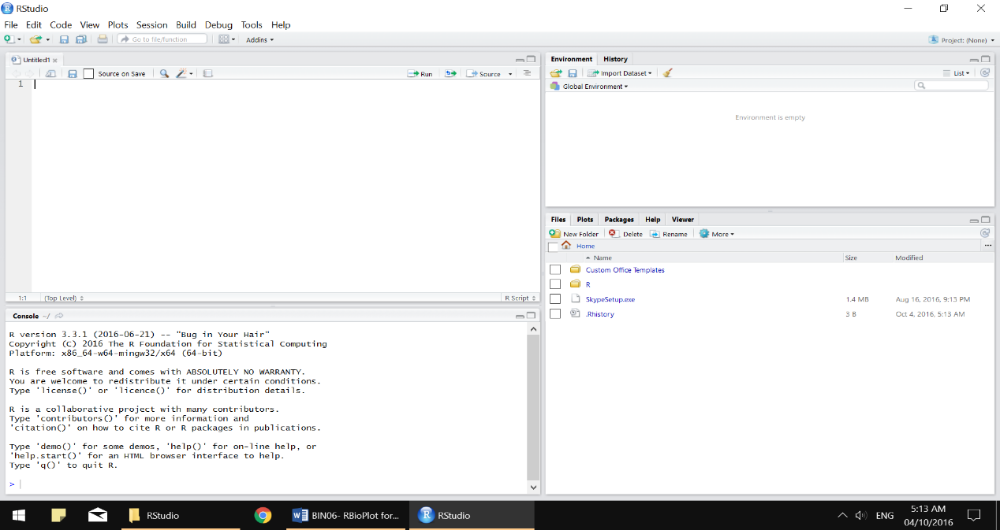 RStudio
File Edit Code View Plots Session Build Debug Tools Help
Go to file/function Addins Project: (None)
Untitled1
Source on Save Run Source
1
1:1 (Top Level) R Script
Console ~/
R version 3.3.1 (2016-06-21) -- "Bug in Your Hair"
Copyright (C) 2016 The R Foundation for Statistical Computing
Platform: x86_64-w64-mingw32/x64 (64-bit)
R is free software and comes with ABSOLUTELY NO WARRANTY.
You are welcome to redistribute it under certain conditions.
Type 'license()' or 'licence()' for distribution details.
R is a collaborative project with many contributors.
Type 'contributors()' for more information and
'citation()' on how to cite R or R packages in publications.
Type 'demo()' for some demos, 'help()' for on-line help, or
'help.start()' for an HTML browser interface to help.
Type 'q()' to quit R.
>
Environment History
Import Dataset List
Global Environment
Environment is empty
Files Plots Packages Help Viewer
New Folder Delete Rename More
Home
Name Size Modified
Custom Office Templates
R
SkypeSetup.exe 1.4 MB Aug 16, 2016, 9:13 PM
.Rhistory 3 B Oct 4, 2016, 5:13 AM
RStudio BIN06- RBioPlot for... RStudio ENG 5:13 AM
04/10/2016